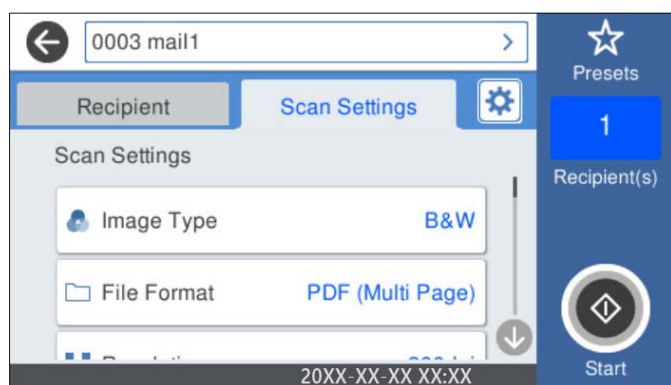 0003 mail1
Presets
Recipient
Scan Settings
1
Recipient(s)
Scan Settings
Image Type B&W
File Format PDF (Multi Page)
20XX-XX-XX XX:XX
Start